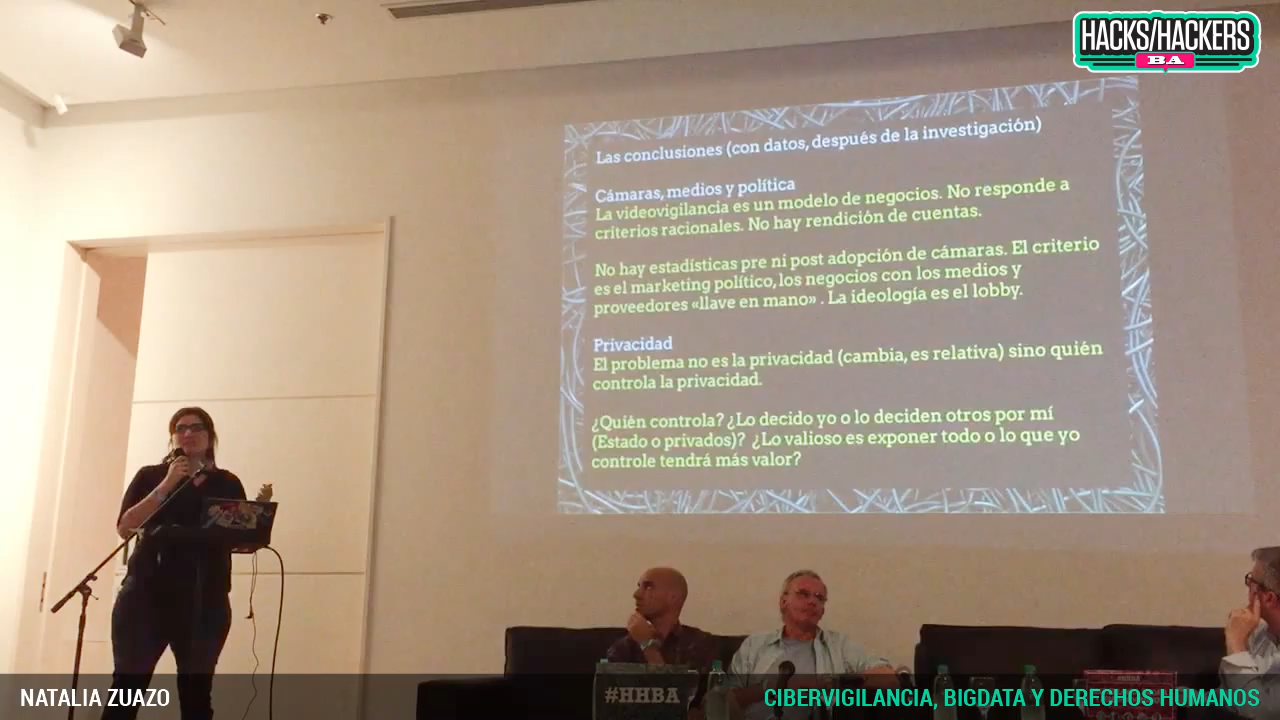 HACKS/HACKERS
BA
Las conclusiones (con datos, después de la investigación)
Cámaras, medios y política
La videovigilancia es un modelo de negocios. No responde a
criterios racionales. No hay rendición de cuentas.
No hay estadísticas pre ni post adopción de cámaras. El criterio
es el marketing político, los negocios con los medios y
proveedores «llave en mano» . La ideología es el lobby.
Privacidad
El problema no es la privacidad (cambia, es relativa) sino quién
controla la privacidad.
¿Quién controla? ¿Lo decido yo o lo deciden otros por mí
(Estado o privados)? ¿Lo valioso es exponer todo o lo que yo
controle tendrá más valor?
#HHBA
NATALIA ZUAZO
CIBERVIGILANCIA, BIGDATA Y DERECHOS HUMANOS